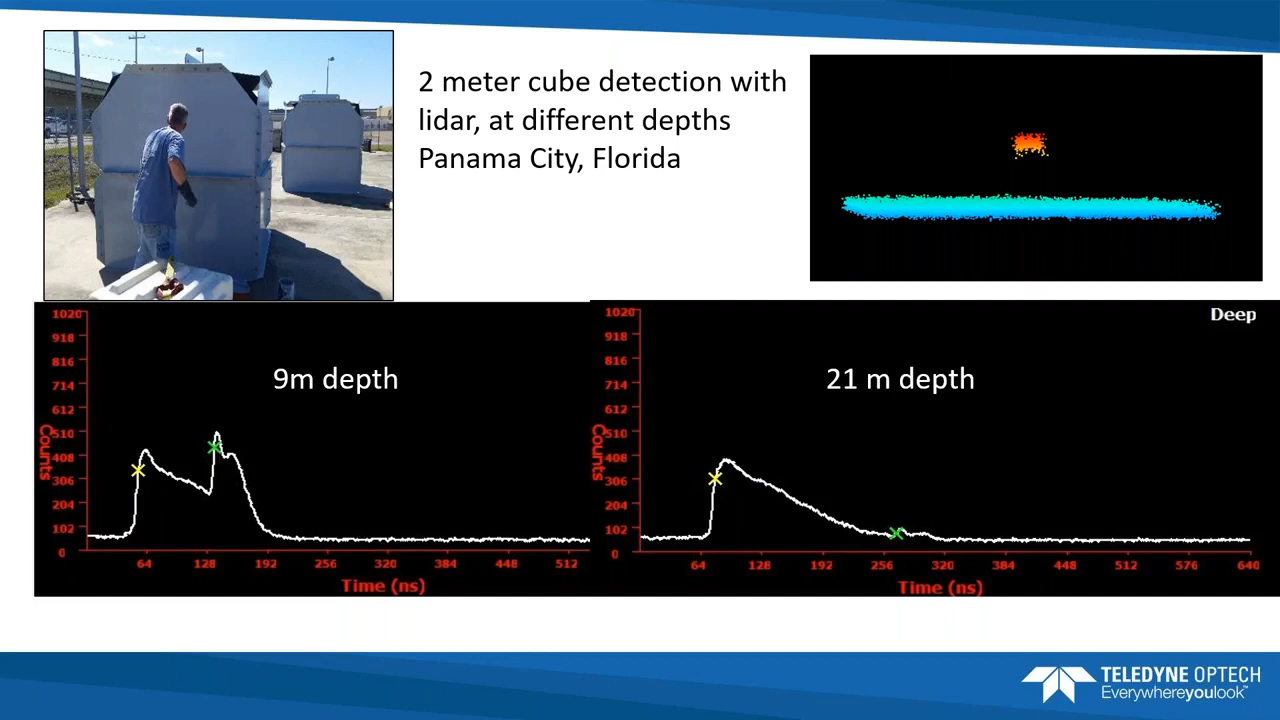 2 meter cube detection with
lidar, at different depths
Panama City, Florida
1020
918
816
714
612
510
408
306
204
102
0
Counts
9m depth
64 128 192 256 320 384 448 512
Time (ns)
1020
918
816
714
612
510
408
306
204
102
0
Counts
Deep
21 m depth
64 128 192 256 320 384 448 512 576 640
Time (ns)
TELEDYNE OPTECH
Everywhereyoulook™